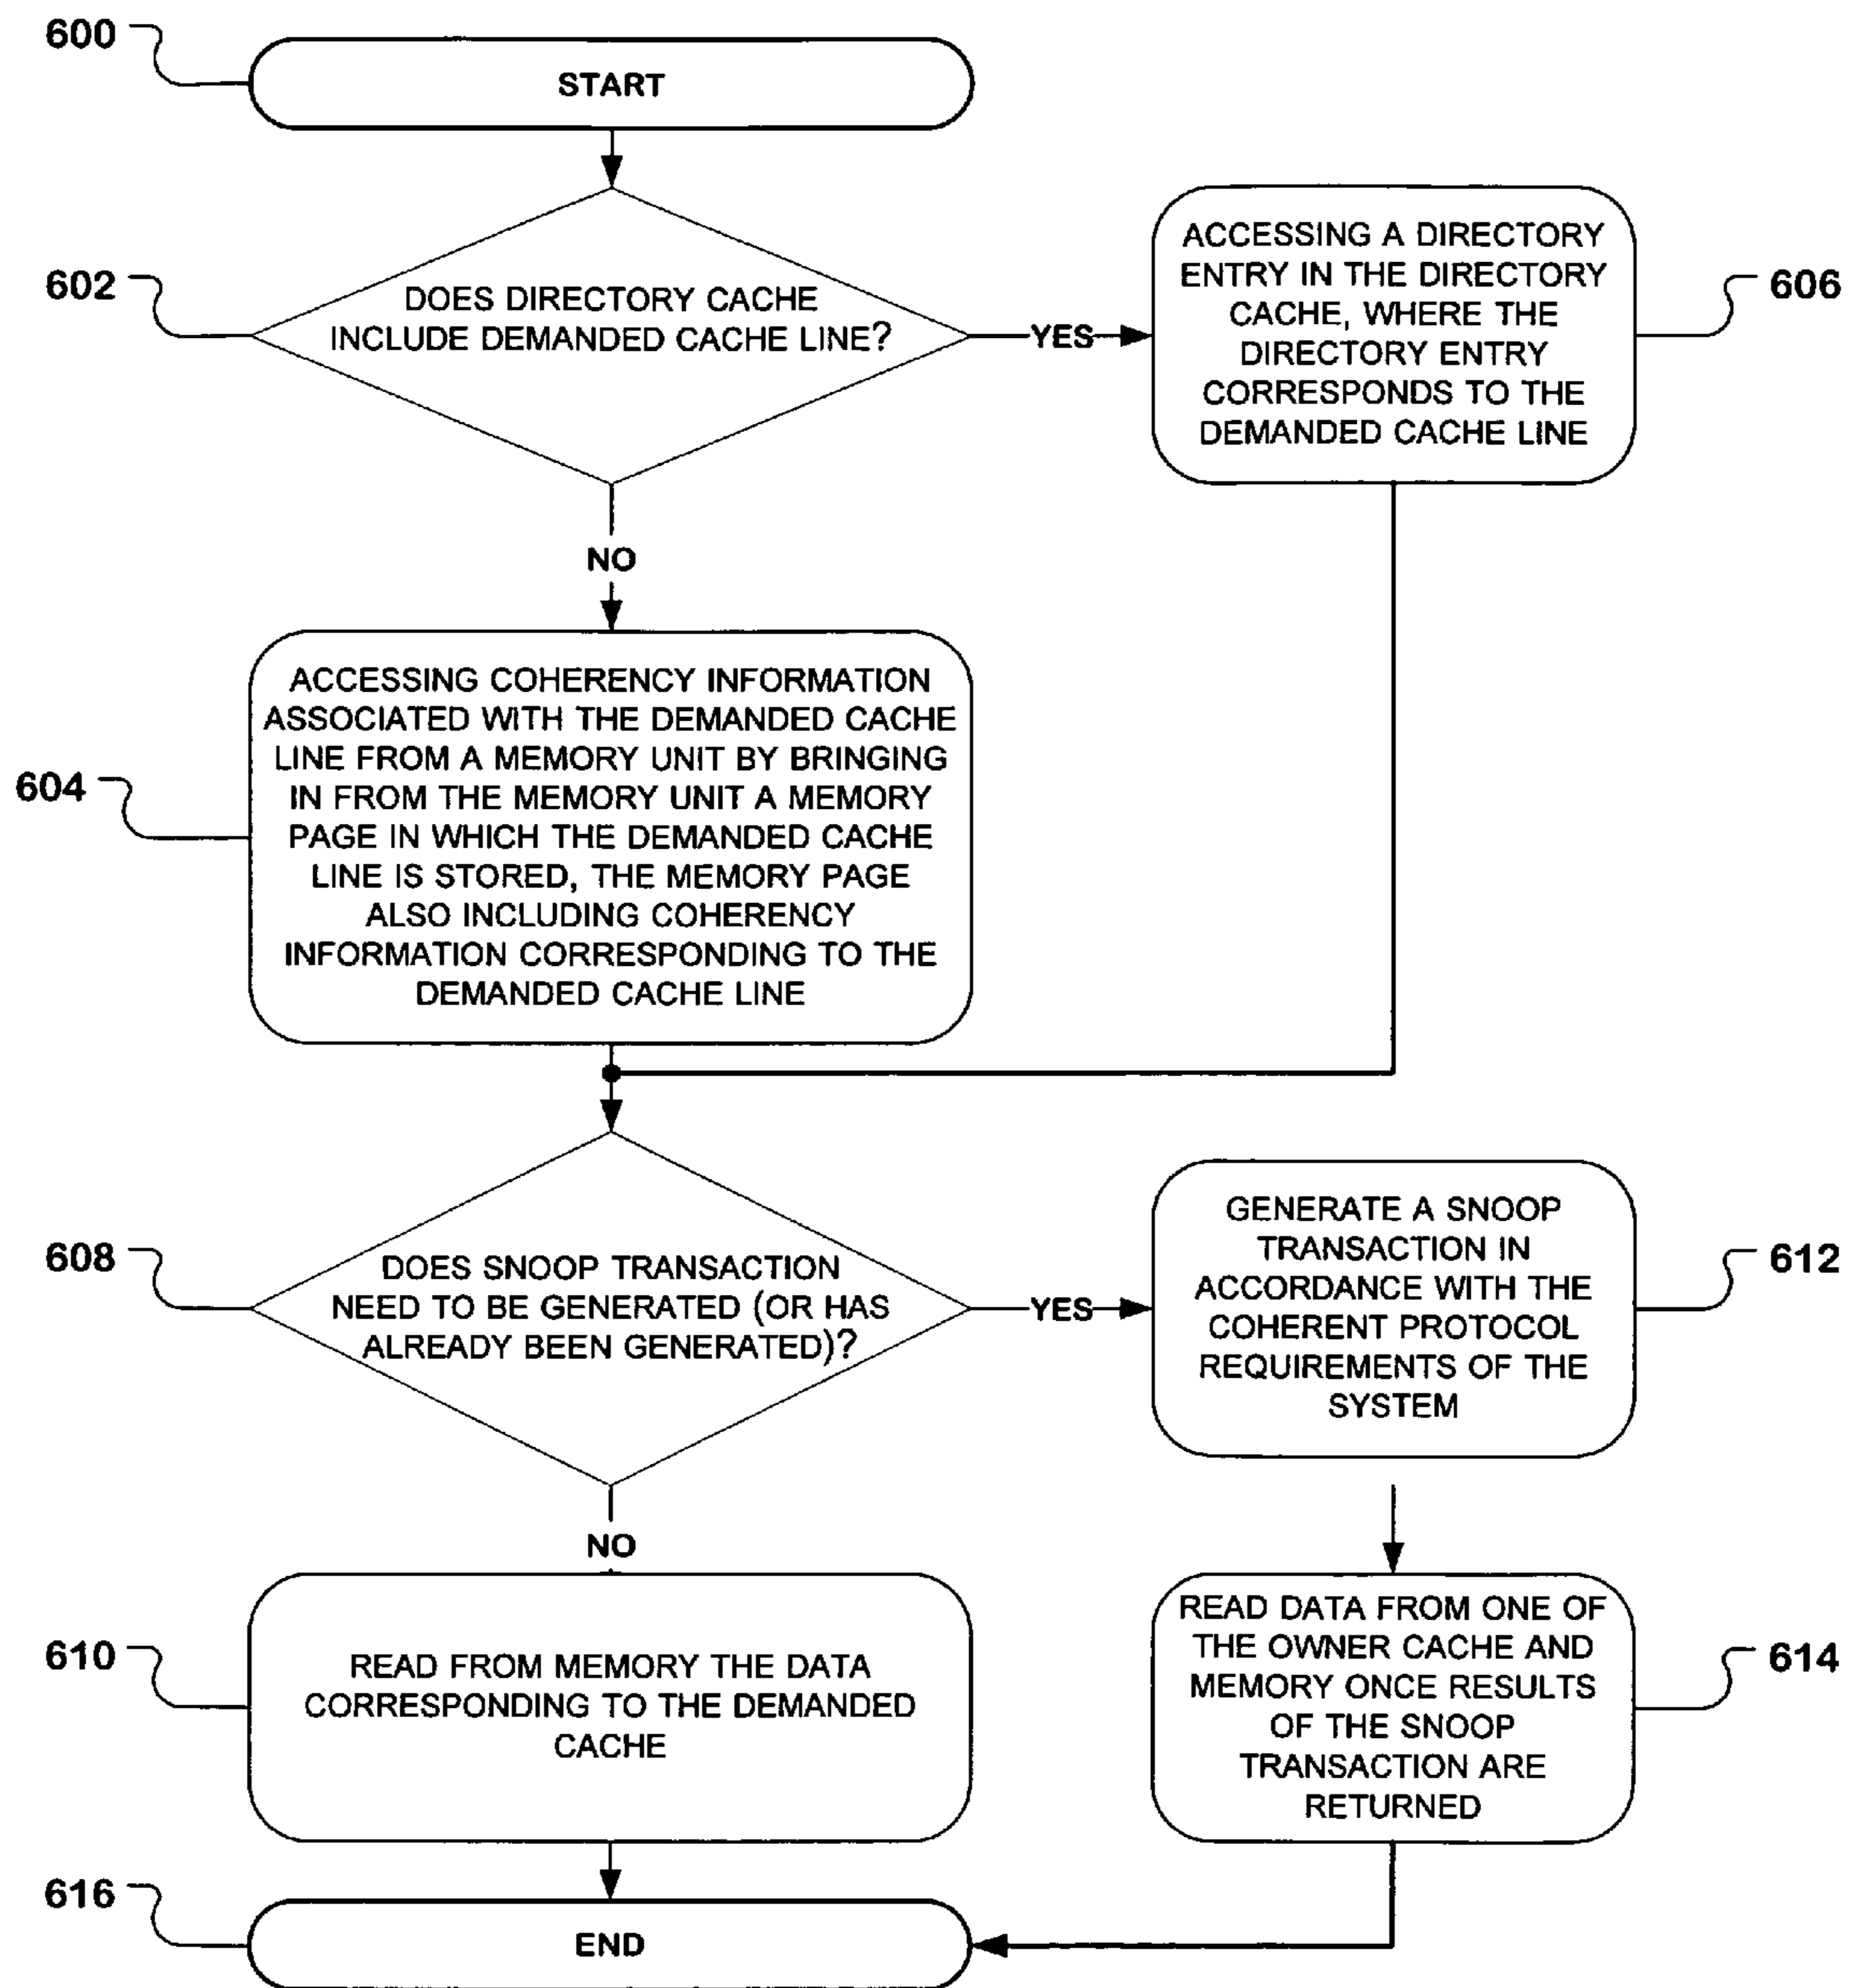 600
START
602
DOES DIRECTORY CACHE
INCLUDE DEMANDED CACHE LINE?
YES
ACCESSING A DIRECTORY
ENTRY IN THE DIRECTORY
CACHE, WHERE THE
DIRECTORY ENTRY
CORRESPONDS TO THE
DEMANDED CACHE LINE
606
NO
604
ACCESSING COHERENCY INFORMATION
ASSOCIATED WITH THE DEMANDED CACHE
LINE FROM A MEMORY UNIT BY BRINGING
IN FROM THE MEMORY UNIT A MEMORY
PAGE IN WHICH THE DEMANDED CACHE
LINE IS STORED, THE MEMORY PAGE
ALSO INCLUDING COHERENCY
INFORMATION CORRESPONDING TO THE
DEMANDED CACHE LINE
608
DOES SNOOP TRANSACTION
NEED TO BE GENERATED (OR HAS
ALREADY BEEN GENERATED)?
YES
GENERATE A SNOOP
TRANSACTION IN
ACCORDANCE WITH THE
COHERENT PROTOCOL
REQUIREMENTS OF THE
SYSTEM
612
NO
610
READ FROM MEMORY THE DATA
CORRESPONDING TO THE DEMANDED
CACHE
READ DATA FROM ONE OF
THE OWNER CACHE AND
MEMORY ONCE RESULTS
OF THE SNOOP
TRANSACTION ARE
RETURNED
614
616
END